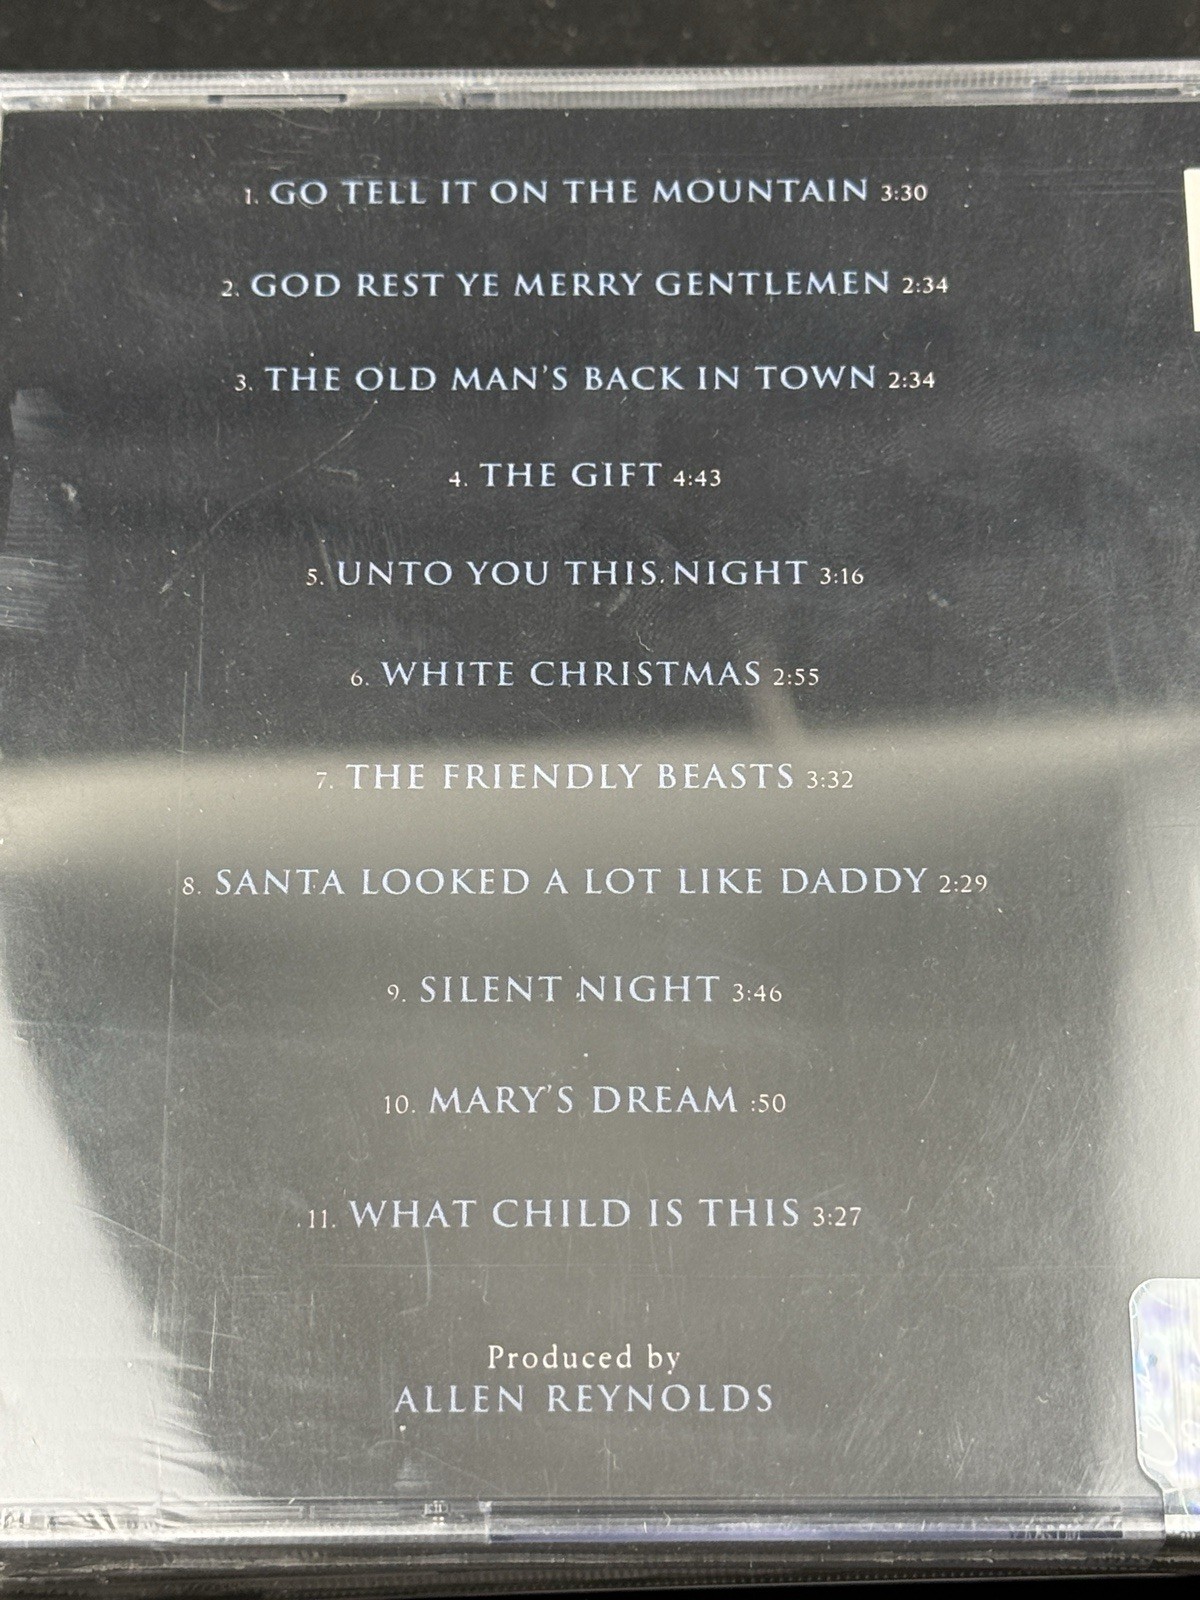 1. GO TELL IT ON THE MOUNTAIN 3:30
2. GOD REST YE MERRY GENTLEMEN 2:34
3. THE OLD MAN'S BACK IN TOWN 2:34
4. THE GIFT 4:43
5. UNTO YOU THIS NIGHT 3:16
6. WHITE CHRISTMAS 2:55
7. THE FRIENDLY BEASTS 3:32
8. SANTA LOOKED A LOT LIKE DADDY 2:29
9. SILENT NIGHT 3:46
10. MARY'S DREAM :50
11. WHAT CHILD IS THIS 3:27
Produced by
ALLEN REYNOLDS